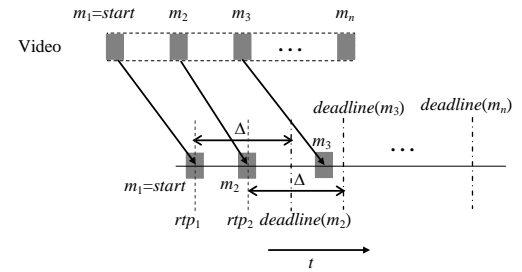 m₁=start m₂ m₃ mₙ
Video ...
deadline(m₃) deadline(mₙ)
Δ
m₃ ...
m₁=start m₂ Δ
rtp₁ rtp₂ deadline(m₂)
t